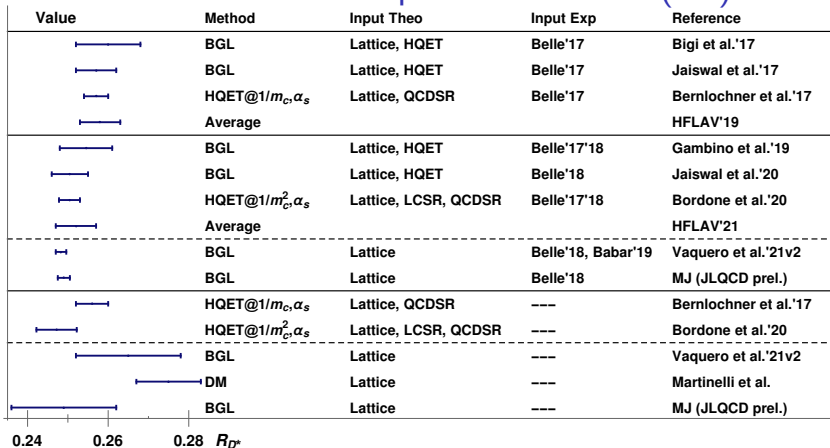 Value Method Input Theo Input Exp Reference
BGL Lattice, HQET Belle'17 Bigi et al.'17
BGL Lattice, HQET Belle'17 Jaiswal et al.'17
HQET@1/m_c,α_s Lattice, QCDSR Belle'17 Bernlochner et al.'17
Average HFLAV'19
BGL Lattice, HQET Belle'17'18 Gambino et al.'19
BGL Lattice, HQET Belle'18 Jaiswal et al.'20
HQET@1/m_c^2,α_s Lattice, LCSR, QCDSR Belle'17'18 Bordone et al.'20
Average HFLAV'21
BGL Lattice Belle'18, Babar'19 Vaquero et al.'21v2
BGL Lattice Belle'18 MJ (JLQCD prel.)
HQET@1/m_c,α_s Lattice, QCDSR --- Bernlochner et al.'17
HQET@1/m_c^2,α_s Lattice, LCSR, QCDSR --- Bordone et al.'20
BGL Lattice --- Vaquero et al.'21v2
DM Lattice --- Martinelli et al.
BGL Lattice --- MJ (JLQCD prel.)
0.24 0.26 0.28 R_D*